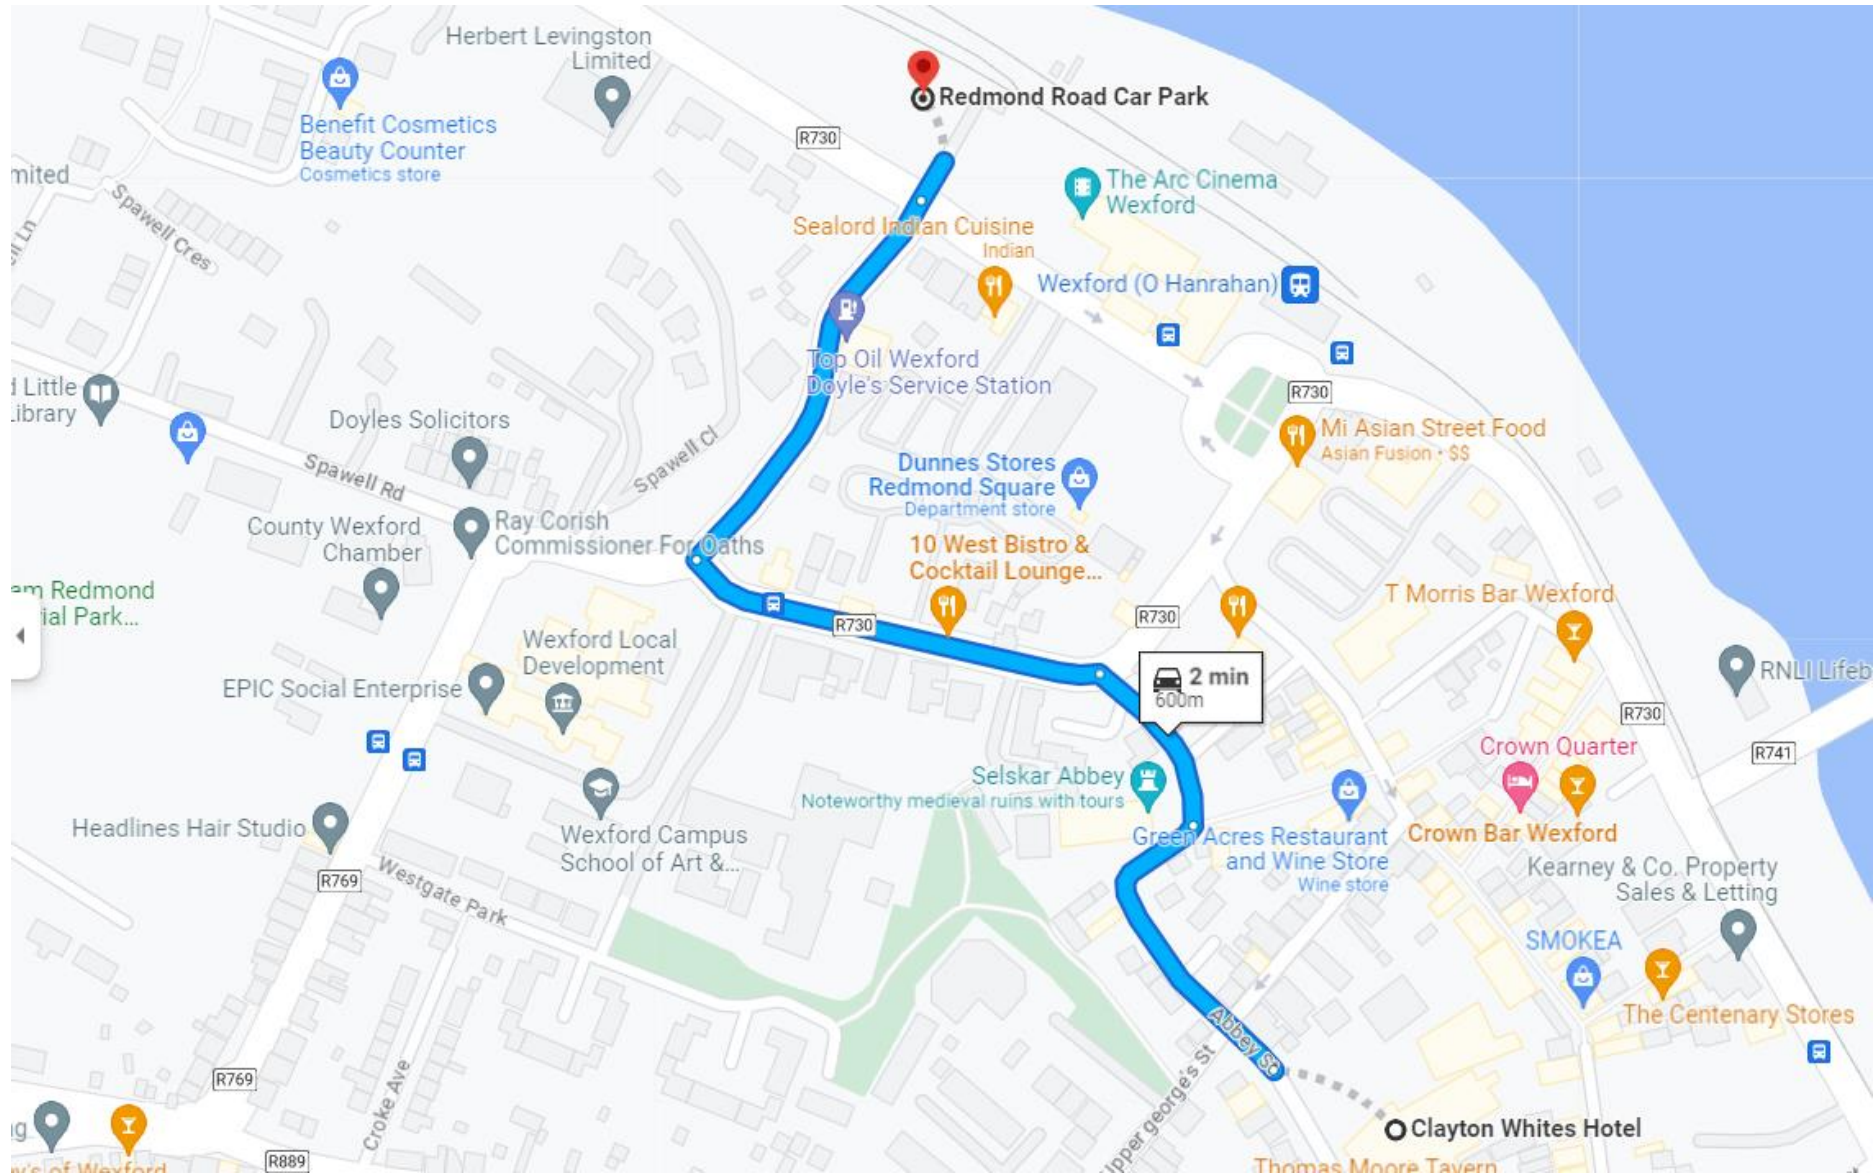 Herbert Levingston
Limited
Redmond Road Car Park
Benefit Cosmetics
Beauty Counter
Cosmetics store
R730
mited
Spawell Cres
The Arc Cinema
Wexford
Sealord Indian Cuisine
Indian
Wexford (O Hanrahan)
Top Oil Wexford
Doyle's Service Station
Little
Library
Doyles Solicitors
R730
Mi Asian Street Food
Asian Fusion • $$
Spawell Rd
Spawell Cl
Dunnes Stores
Redmond Square
Department store
County Wexford
Chamber
Ray Corish
Commissioner For Oaths
10 West Bistro &
Cocktail Lounge...
em Redmond
ial Park...
T Morris Bar Wexford
R730
R730
Wexford Local
Development
2 min
600m
RNLI Lifeb
EPIC Social Enterprise
R730
Crown Quarter
R741
Selskar Abbey
Noteworthy medieval ruins with tours
Headlines Hair Studio
Wexford Campus
School of Art &...
Green Acres Restaurant
and Wine Store
Wine store
Crown Bar Wexford
Kearney & Co. Property
Sales & Letting
R769
Westgate Park
SMOKEA
The Centenary Stores
Abbey St
R769
Croke Ave
Upper george's St
Clayton Whites Hotel
R889
's of Wexford
Thomas Moore Tavern